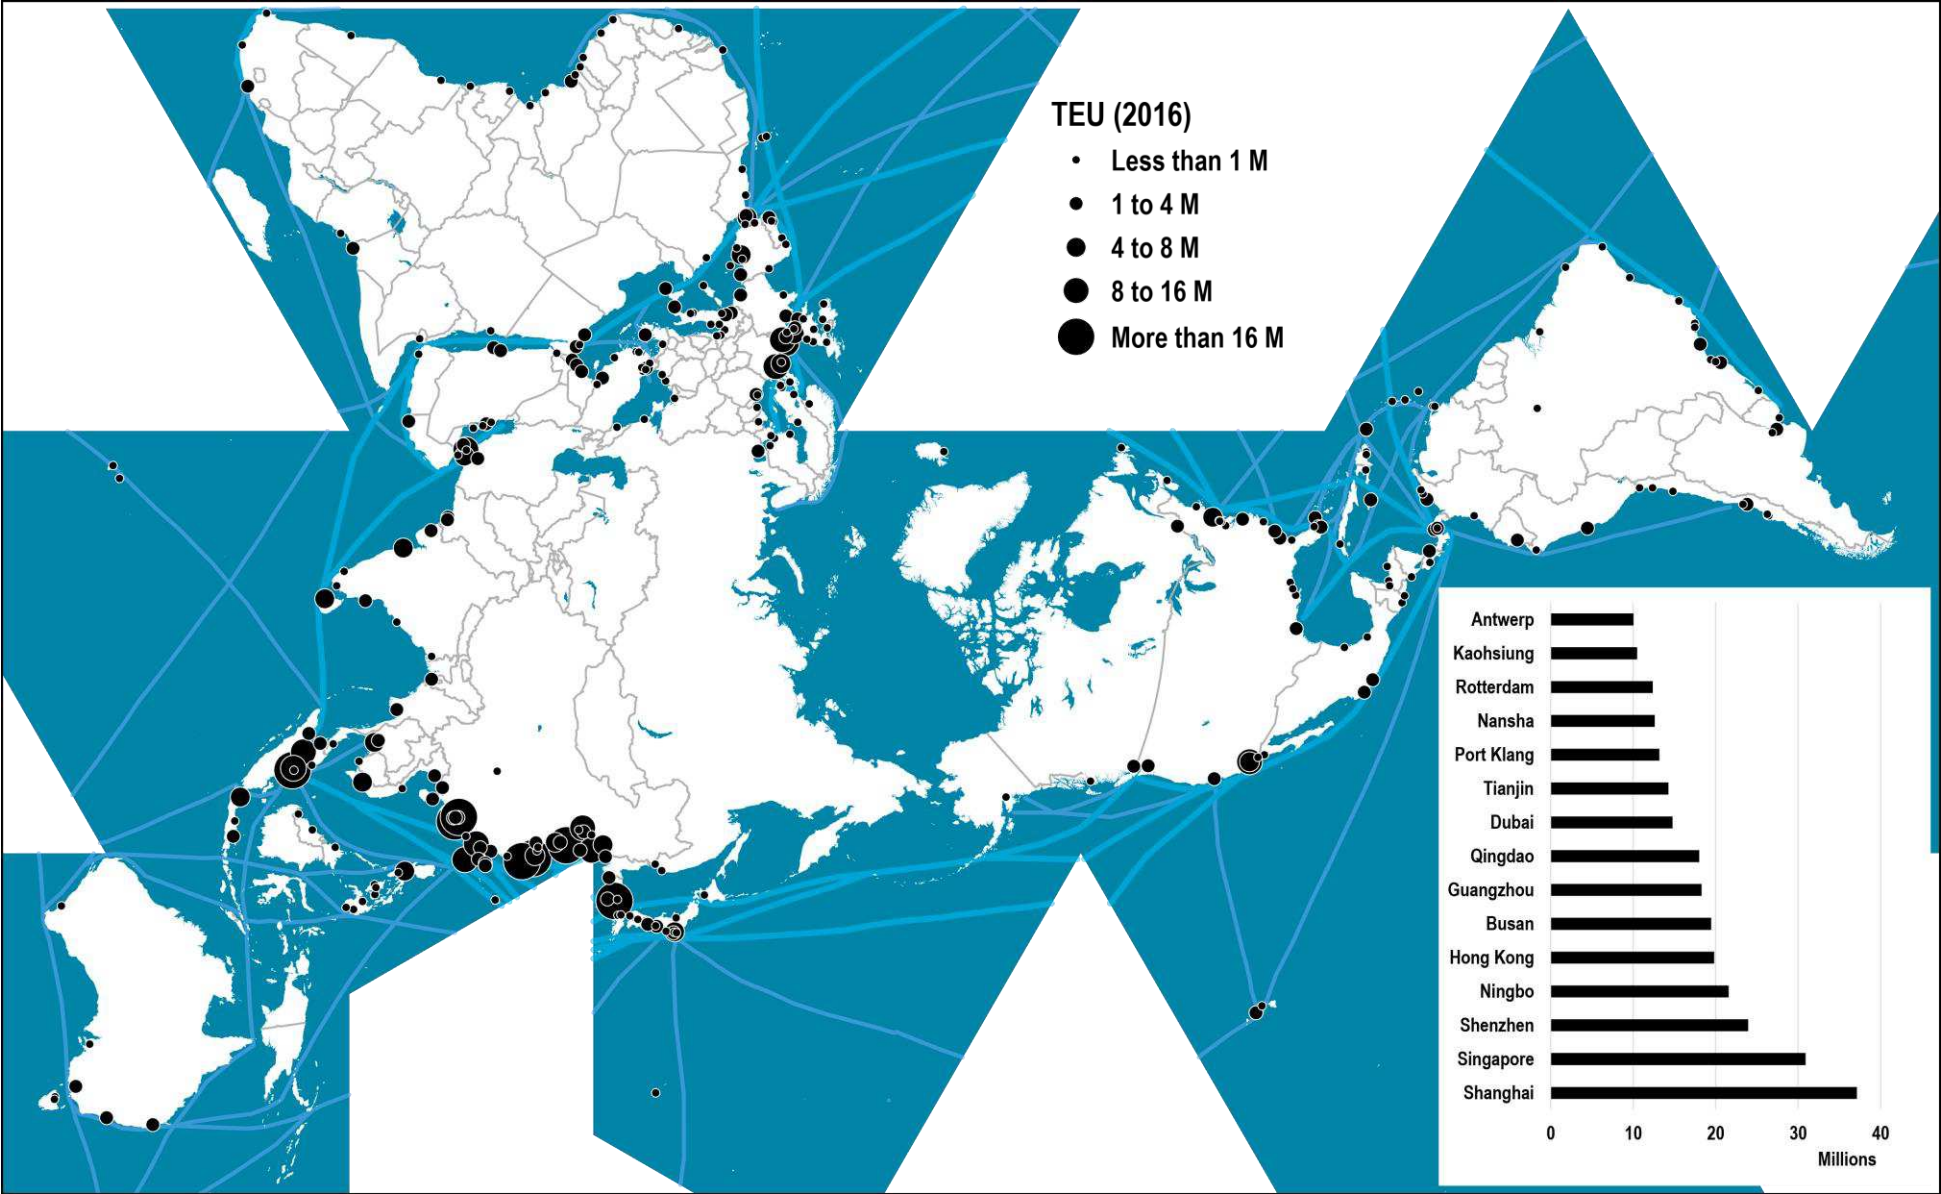 TEU (2016)
Less than 1 M
1 to 4 M
4 to 8 M
8 to 16 M
More than 16 M
Antwerp
Kaohsiung
Rotterdam
Nansha
Port Klang
Tianjin
Dubai
Qingdao
Guangzhou
Busan
Hong Kong
Ningbo
Shenzhen
Singapore
Shanghai
0 10 20 30 40
Millions